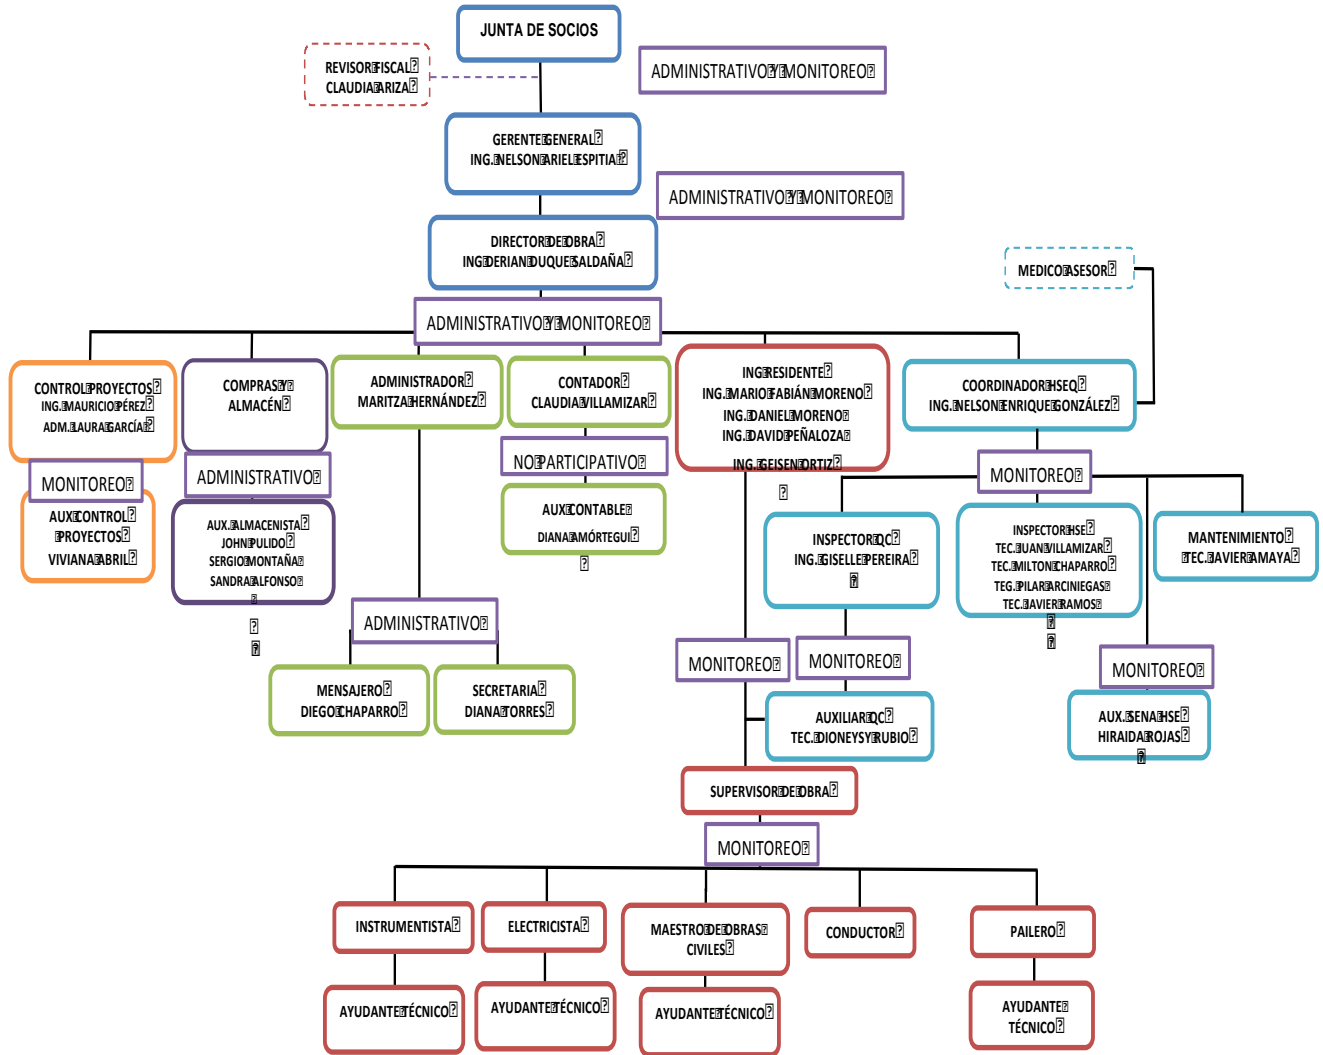 JUNTA DE SOCIOS
REVISOR FISCAL
CLAUDIA ARIZA
ADMINISTRATIVO Y MONITOREO
GERENTE GENERAL
ING. NELSON ARIEL ESPITIA
ADMINISTRATIVO Y MONITOREO
DIRECTOR DE OBRA
ING DERIAN DUQUE SALDAÑA
MEDICO ASESOR
ADMINISTRATIVO Y MONITOREO
CONTROL PROYECTOS
ING. MAURICIO PÉREZ
ADM. LAURA GARCÍA
COMPRAS Y
ALMACÉN
ADMINISTRADOR
MARITZA HERNÁNDEZ
CONTADOR
CLAUDIA VILLAMIZAR
ING RESIDENTE
ING. MARIO FABIÁN MORENO
ING. DANIEL MORENO
ING. DAVID PEÑALOZA
ING. GEISEN ORTIZ
COORDINADOR HSEQ
ING. NELSON ENRIQUE GONZÁLEZ
MONITOREO
ADMINISTRATIVO
NO PARTICIPATIVO
MONITOREO
AUX CONTROL
PROYECTOS
VIVIANA ABRIL
AUX. ALMACENISTA
JOHN PULIDO
SERGIO MONTAÑA
SANDRA ALFONSO
AUX CONTABLE
DIANA AMÓRTEGUI
INSPECTOR QC
ING. GISELLE PEREIRA
INSPECTOR HSE
TEC. JUAN VILLAMIZAR
TEC. MILTON CHAPARRO
TEG. PILAR ARCINIEGAS
TEC. JAVIER RAMOS
MANTENIMIENTO
TEC. JAVIER AMAYA
ADMINISTRATIVO
MONITOREO
MONITOREO
MONITOREO
MENSAJERO
DIEGO CHAPARRO
SECRETARIA
DIANA TORRES
AUXILIAR QC
TEC. DIONEYSY RUBIO
AUX. SENA HSE
HIRAIDA ROJAS
SUPERVISOR DE OBRA
MONITOREO
INSTRUMENTISTA
ELECTRICISTA
MAESTRO DE OBRAS
CIVILES
CONDUCTOR
PAILERO
AYUDANTE TÉCNICO
AYUDANTE TÉCNICO
AYUDANTE TÉCNICO
AYUDANTE
TÉCNICO